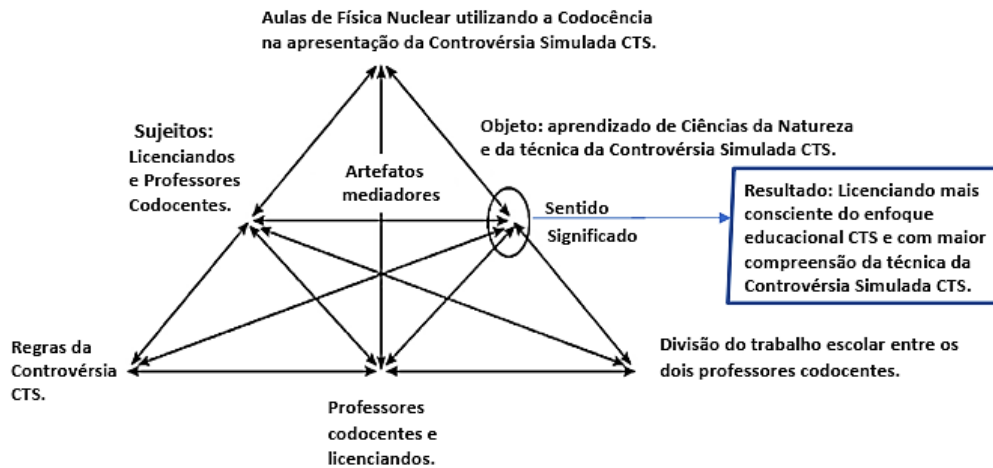 Aulas de Física Nuclear utilizando a Codocência
na apresentação da Controvérsia Simulada CTS.
Sujeitos:
Licenciandos
e Professores
Codocentes.
Artefatos
mediadores
Objeto: aprendizado de Ciências da Natureza
e da técnica da Controvérsia Simulada CTS.
Sentido
Significado
Resultado: Licenciando mais
consciente do enfoque
educacional CTS e com maior
compreensão da técnica da
Controvérsia Simulada CTS.
Regras da
Controvérsia
CTS.
Professores
codocentes e
licenciandos.
Divisão do trabalho escolar entre os
dois professores codocentes.